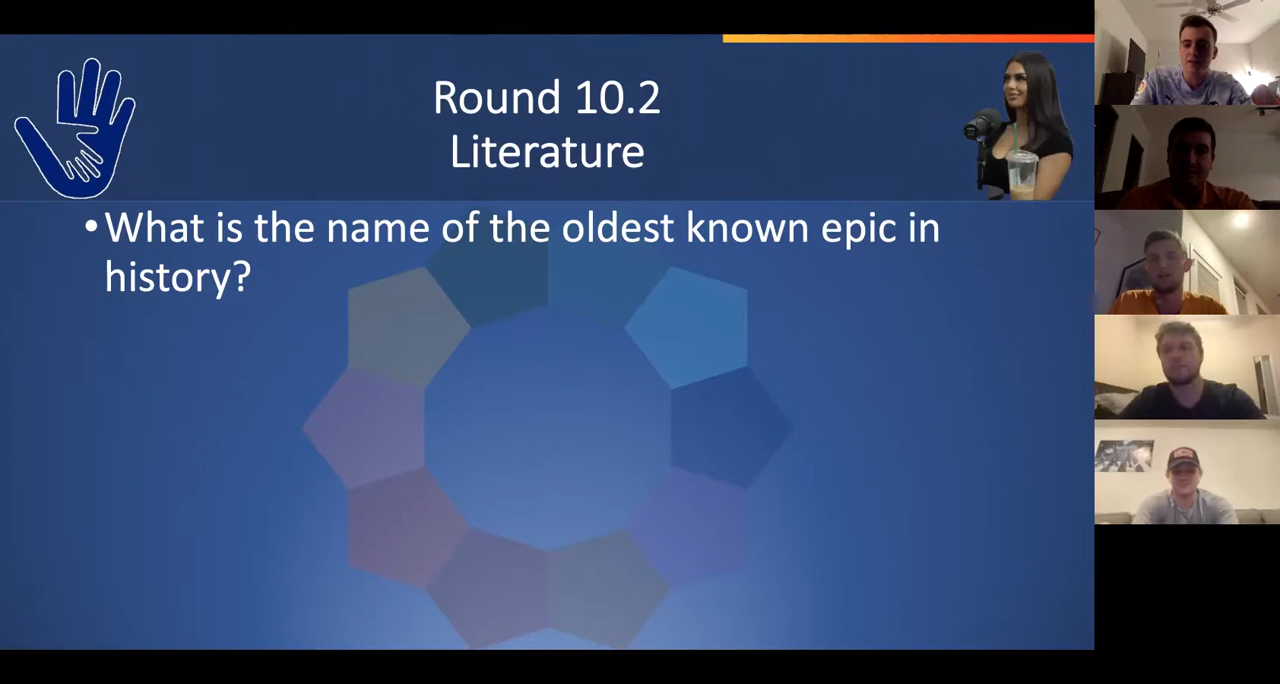 Round 10.2
Literature
•What is the name of the oldest known epic in
history?